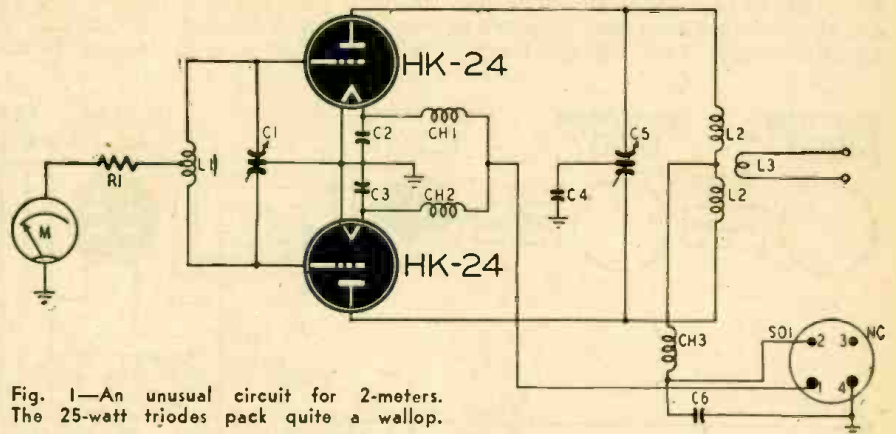 HK-24
C1
C2
CH1
C5
L2
R1
L1
L3
C3
CH2
C4
L2
M
HK-24
CH3
SO1
2
3
NC
1
4
C6
Fig. 1—An unusual circuit for 2-meters.
The 25-watt triodes pack quite a wallop.